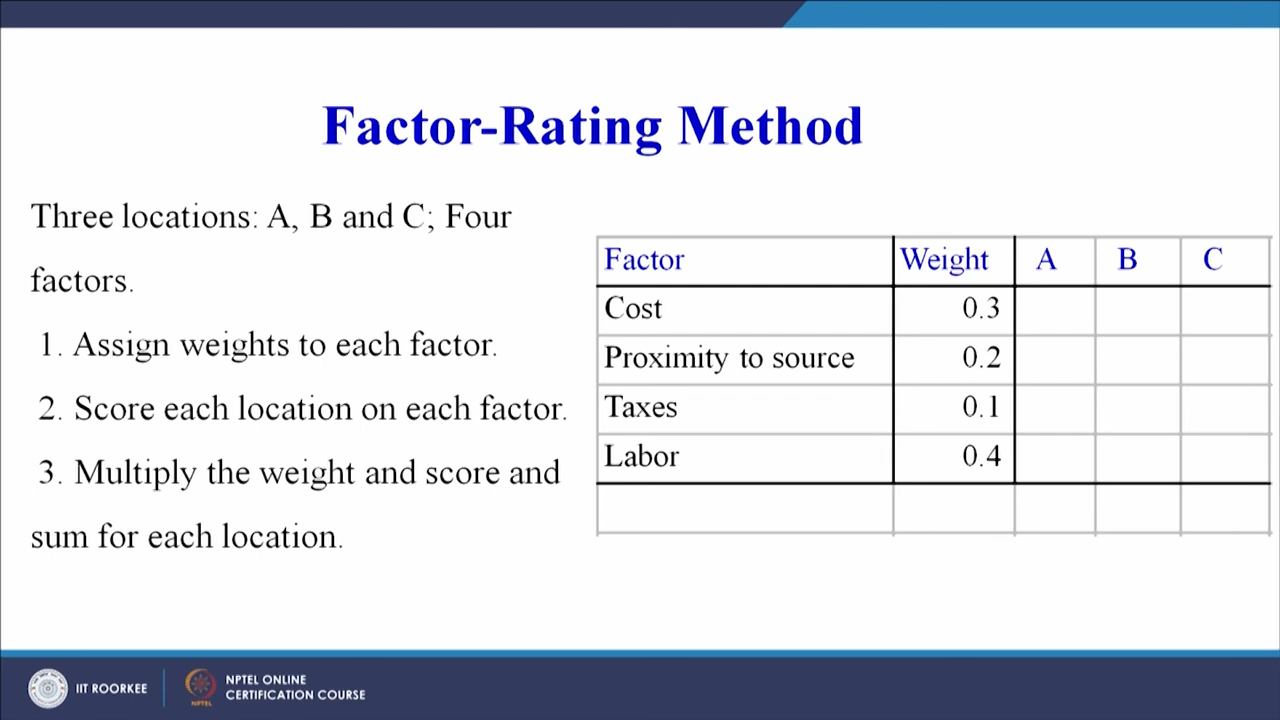 Factor-Rating Method
Three locations: A, B and C; Four
factors.
1. Assign weights to each factor.
2. Score each location on each factor.
3. Multiply the weight and score and
sum for each location.
Factor Weight A B C
Cost 0.3
Proximity to source 0.2
Taxes 0.1
Labor 0.4
IIT ROORKEE
NPTEL
NPTEL ONLINE
CERTIFICATION COURSE